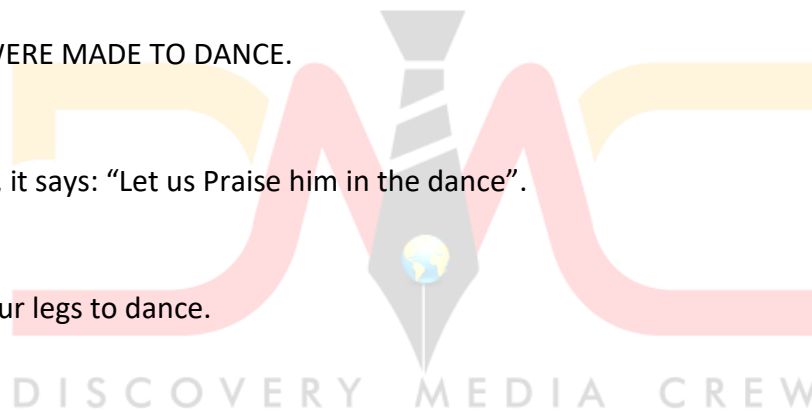 WERE MADE TO DANCE.
it says: “Let us Praise him in the dance”.
ur legs to dance.
DISCOVERY MEDIA CREW